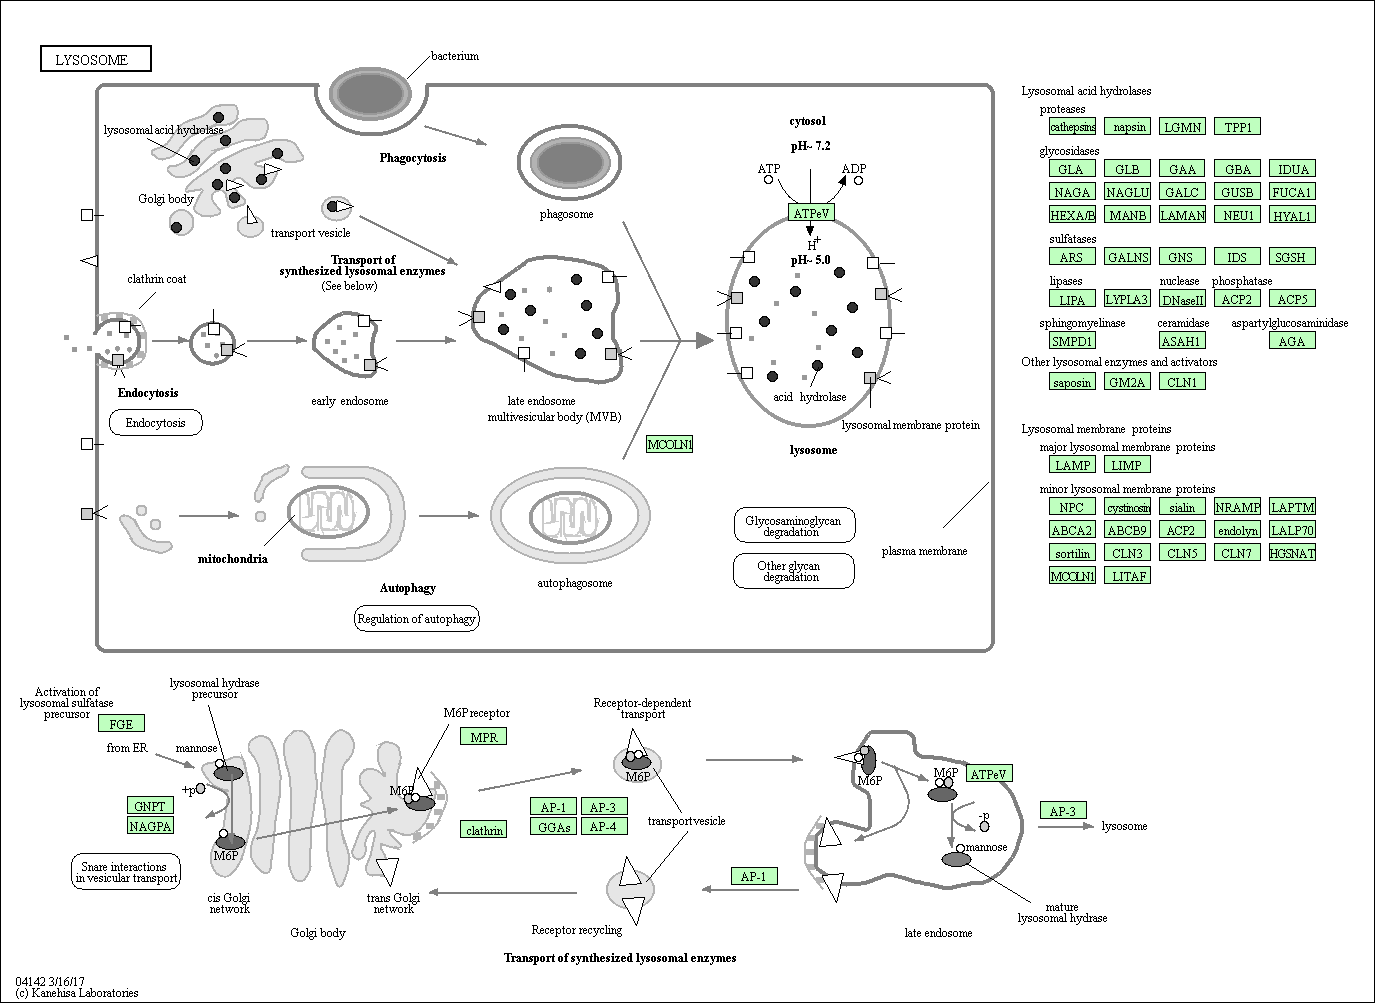 LYSOSOME
bacterium
lysosomal acid hydrolase
Golgi body
Phagocytosis
phagosome
transport vesicle
Transport of
synthesized lysosomal enzymes
(See below)
clathrin coat
Endocytosis
Endocytosis
early endosome
late endosome
multivesicular body (MVB)
cytosol
pH~ 7.2
ATP
ADP
ATPeV
H+
pH~ 5.0
acid hydrolase
lysosomal membrane protein
lysosome
MCOLN1
mitochondria
Autophagy
Regulation of autophagy
autophagosome
Glycosaminoglycan
degradation
Other glycan
degradation
plasma membrane
Lysosomal acid hydrolases
proteases
cathepsins napsin LGMN TPP1
glycosidases
GLA GLB GAA GBA IDUA
NAGA NAGLU GALC GUSB FUCA1
HEXA/B MANB LAMAN NEU1 HYAL1
sulfatases
ARS GALNS GNS IDS SGSH
lipases nuclease phosphatase
LIPA LYPLA3 DNaseII ACP2 ACP5
sphingomyelinase ceramidase aspartylglucosaminidase
SMPD1 ASAH1 AGA
Other lysosomal enzymes and activators
saposin GM2A CLN1
Lysosomal membrane proteins
major lysosomal membrane proteins
LAMP LIMP
minor lysosomal membrane proteins
NPC cystinosin sialin NRAMP LAPTM
ABCA2 ABCB9 ACP2 endolyn LALP70
sortilin CLN3 CLN5 CLN7 HGSNAT
MCOLN1 LITAF
Activation of
lysosomal sulfatase
precursor
FGE
lysosomal hydrase
precursor
from ER
mannose
+p
GNPT
NAGPA
M6P
Snare interactions
in vesicular transport
cis Golgi
network
Golgi body
trans Golgi
network
M6P receptor
MPR
M6P
clathrin
Receptor-dependent
transport
M6P
AP-1 AP-3
GGAs AP-4
transport vesicle
Receptor recycling
AP-1
M6P
M6P
ATPeV
-p
mannose
AP-3
lysosome
mature
lysosomal hydrase
late endosome
Transport of synthesized lysosomal enzymes
04142 3/16/17
(c) Kanehisa Laboratories